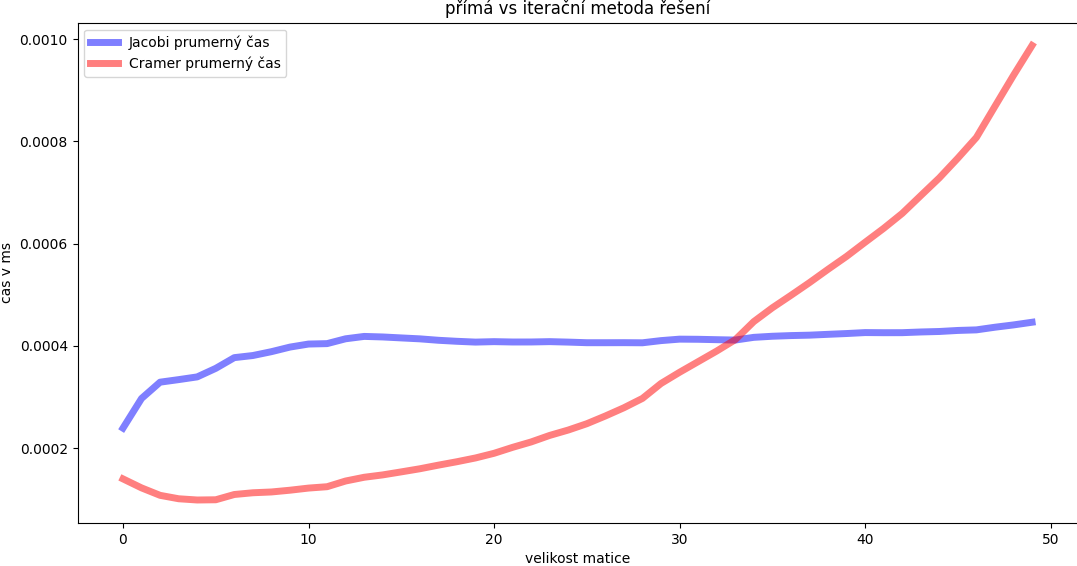 přímá vs iterační metoda řešení
Jacobi prumerný čas
Cramer prumerný čas
0.0010
0.0008
0.0006
0.0004
0.0002
cas v ms
0 10 20 30 40 50
velikost matice